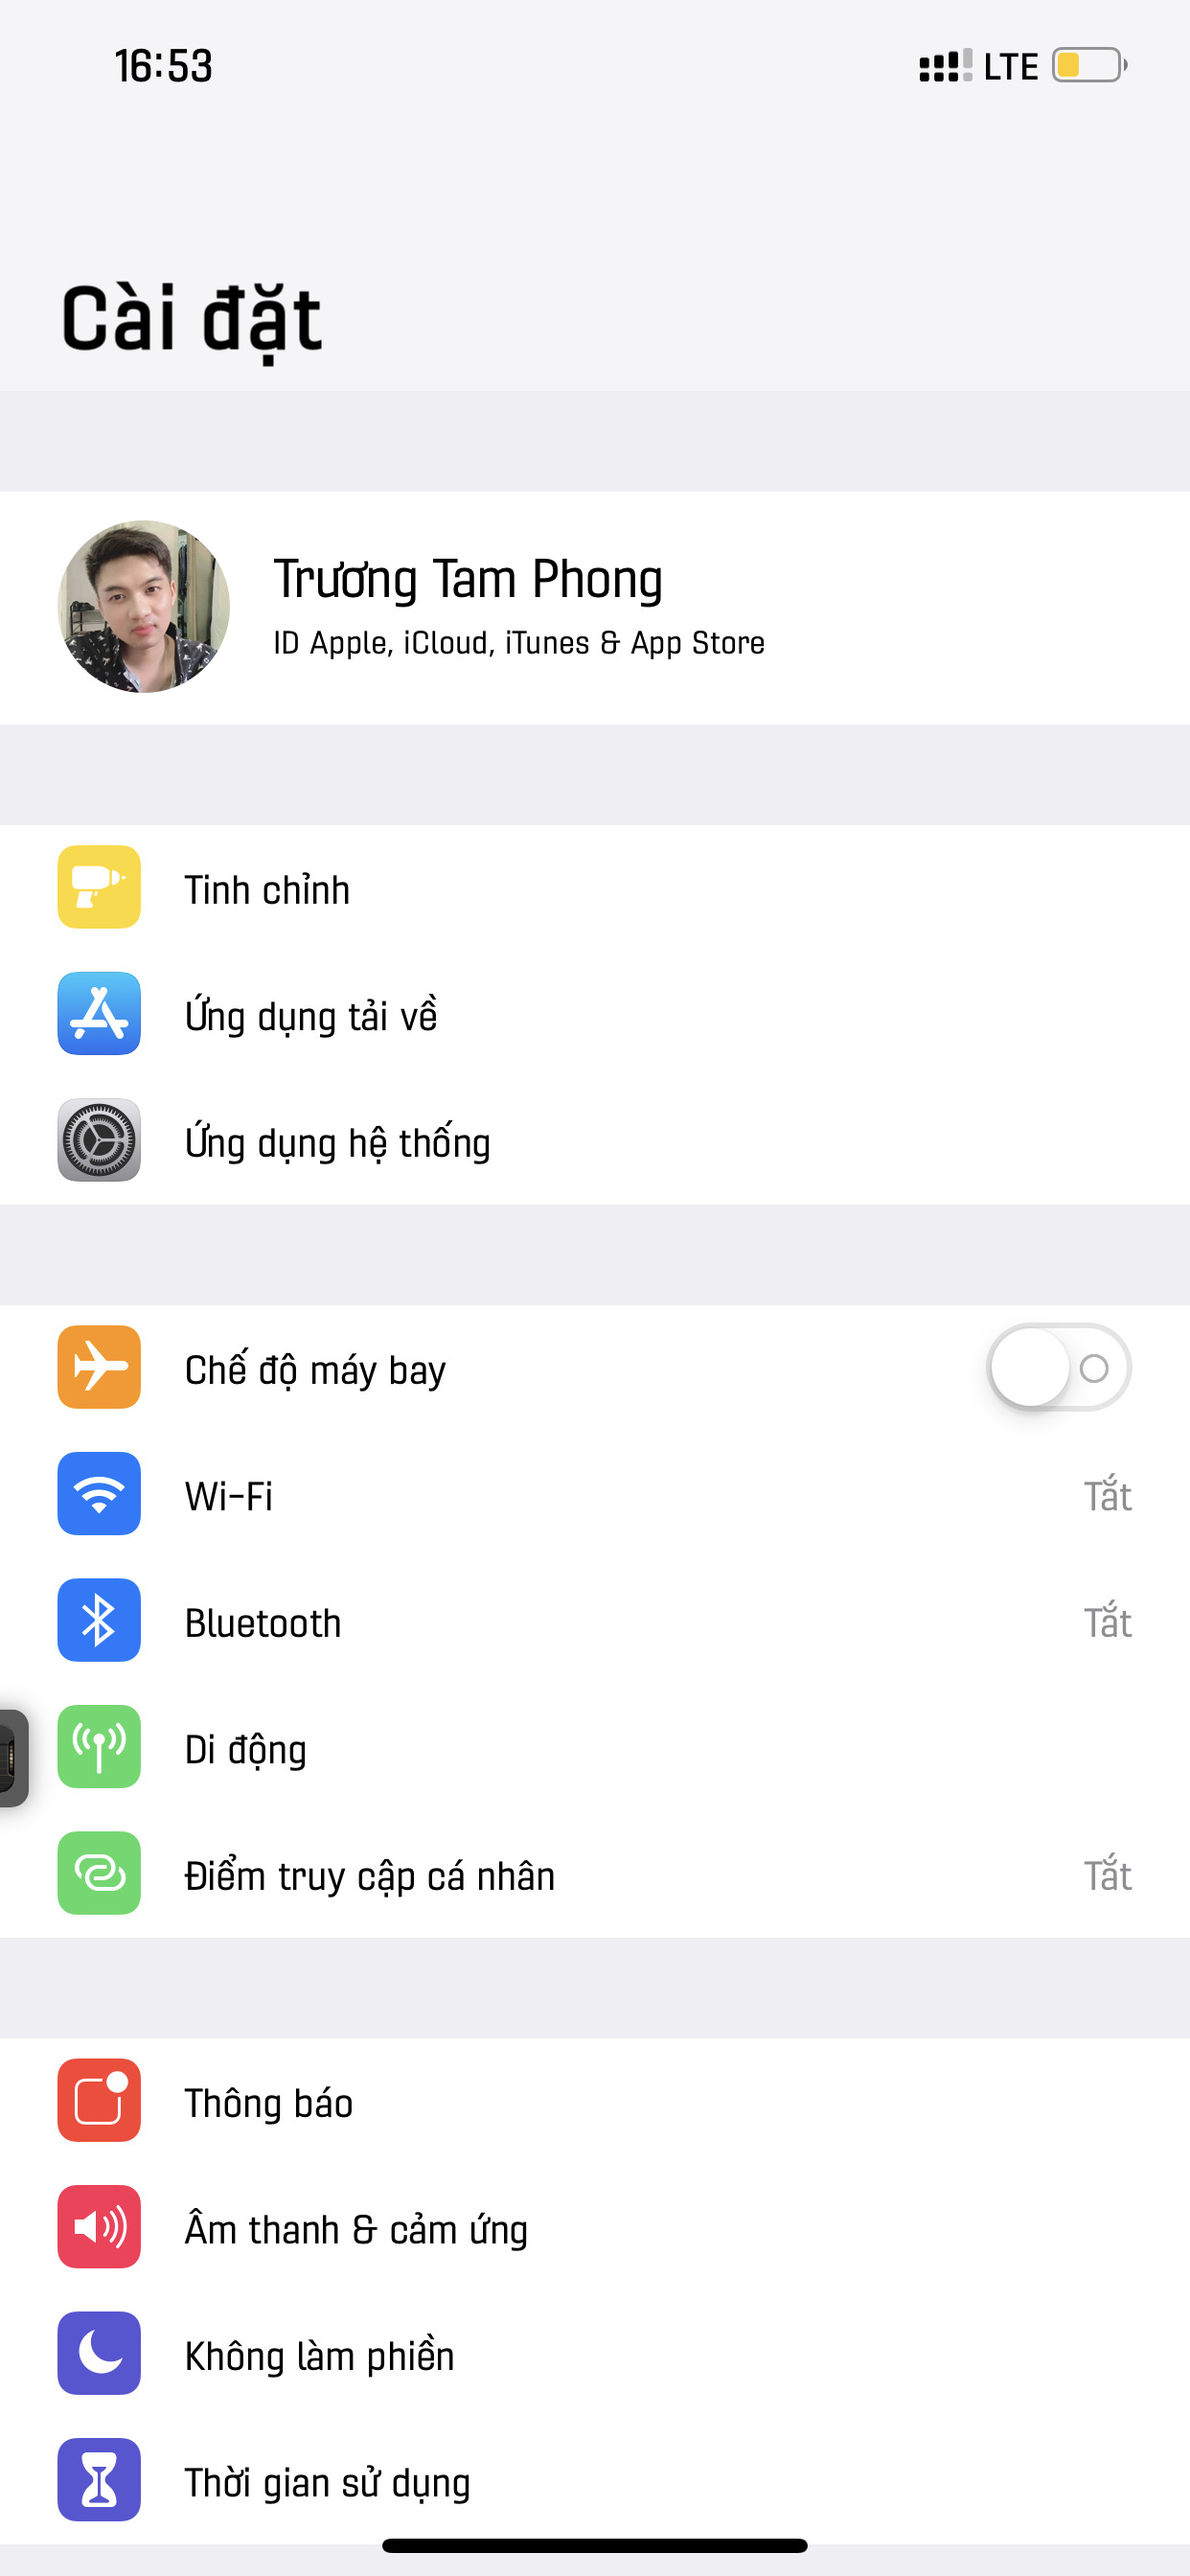 16:53
LTE
Cài đặt
Trương Tam Phong
ID Apple, iCloud, iTunes & App Store
Tinh chỉnh
Ứng dụng tải về
Ứng dụng hệ thống
Chế độ máy bay
Wi-Fi
Tắt
Bluetooth
Tắt
Di động
Điểm truy cập cá nhân
Tắt
Thông báo
Âm thanh & cảm ứng
Không làm phiền
Thời gian sử dụng